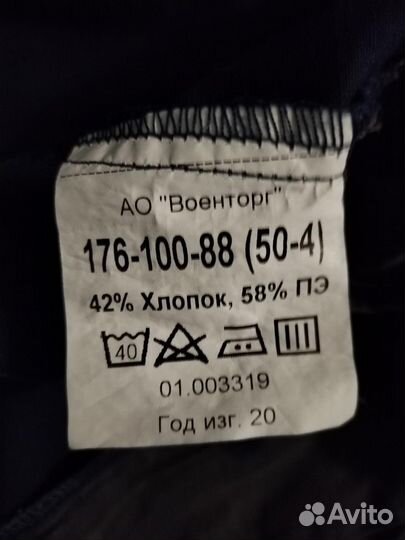 АО "Военторг"
176-100-88 (50-4)
42% Хлопок, 58% ПЭ
40
01.003319
Год изг. 20
Avito